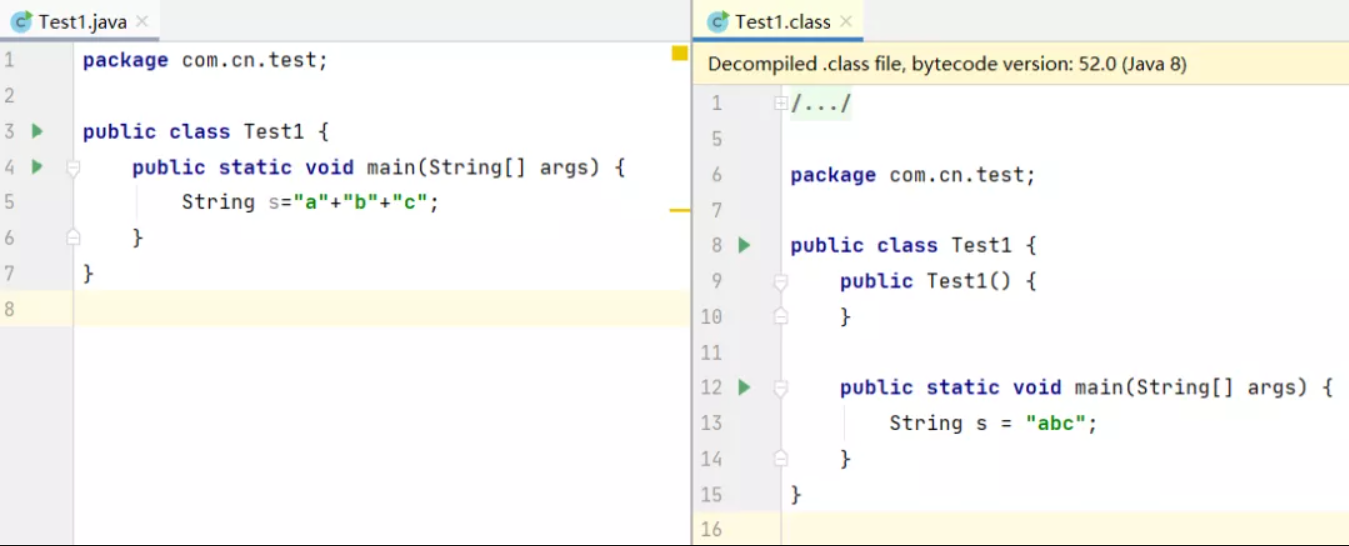 Test1.java
1 package com.cn.test;
2
3 public class Test1 {
4 public static void main(String[] args) {
5 String s="a"+"b"+"c";
6 }
7 }
8
Test1.class
Decompiled .class file, bytecode version: 52.0 (Java 8)
1 /.../
5
6 package com.cn.test;
7
8 public class Test1 {
9 public Test1() {
10 }
11
12 public static void main(String[] args) {
13 String s = "abc";
14 }
15 }
16